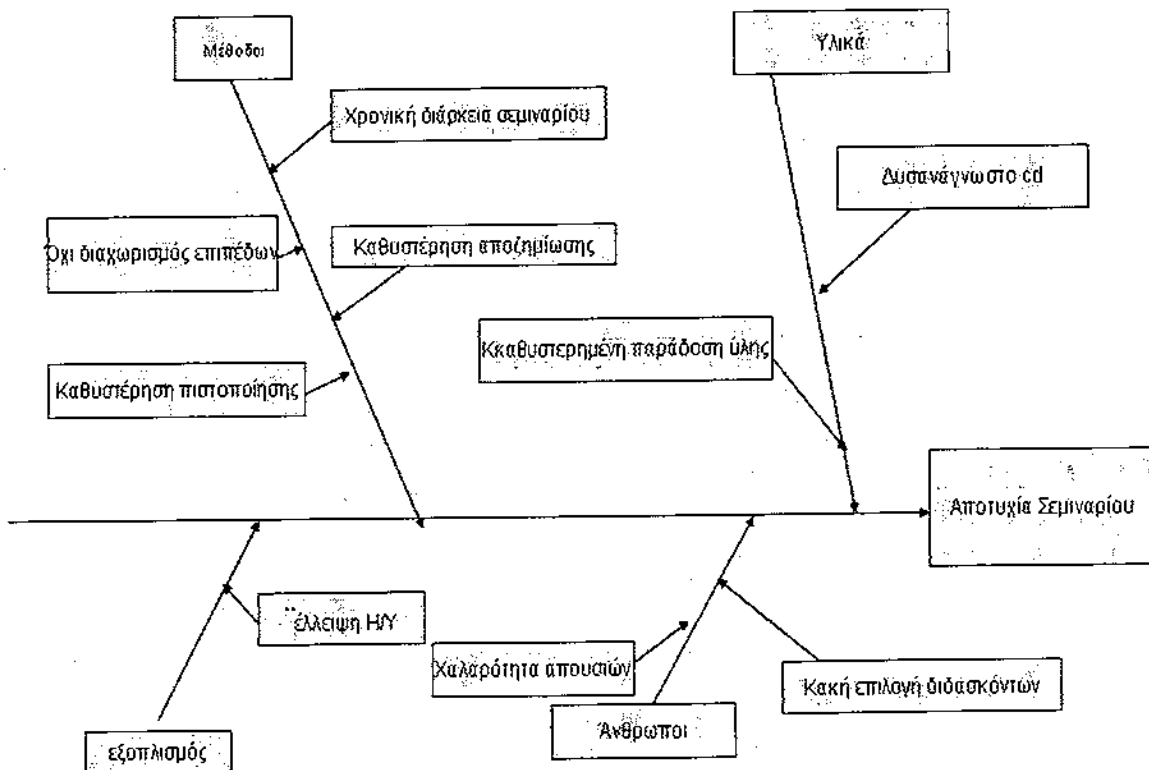 Μέθοδοι
Υλικά
Χρονική διάρκεια σεμιναρίου
Δυσανάγνωστο cd
Όχι διαχωρισμός επιπέδων
Καθυστέρηση αποζημίωσης
Κκαθυστερημένη παράδοση ύλης
Καθυστέρηση πιστοποίησης
Αποτυχία Σεμιναρίου
έλλειψη Η/Υ
Χαλαρότητα απουσιών
Κακή επιλογή διδασκόντων
Άνθρωποι
εξοπλισμός